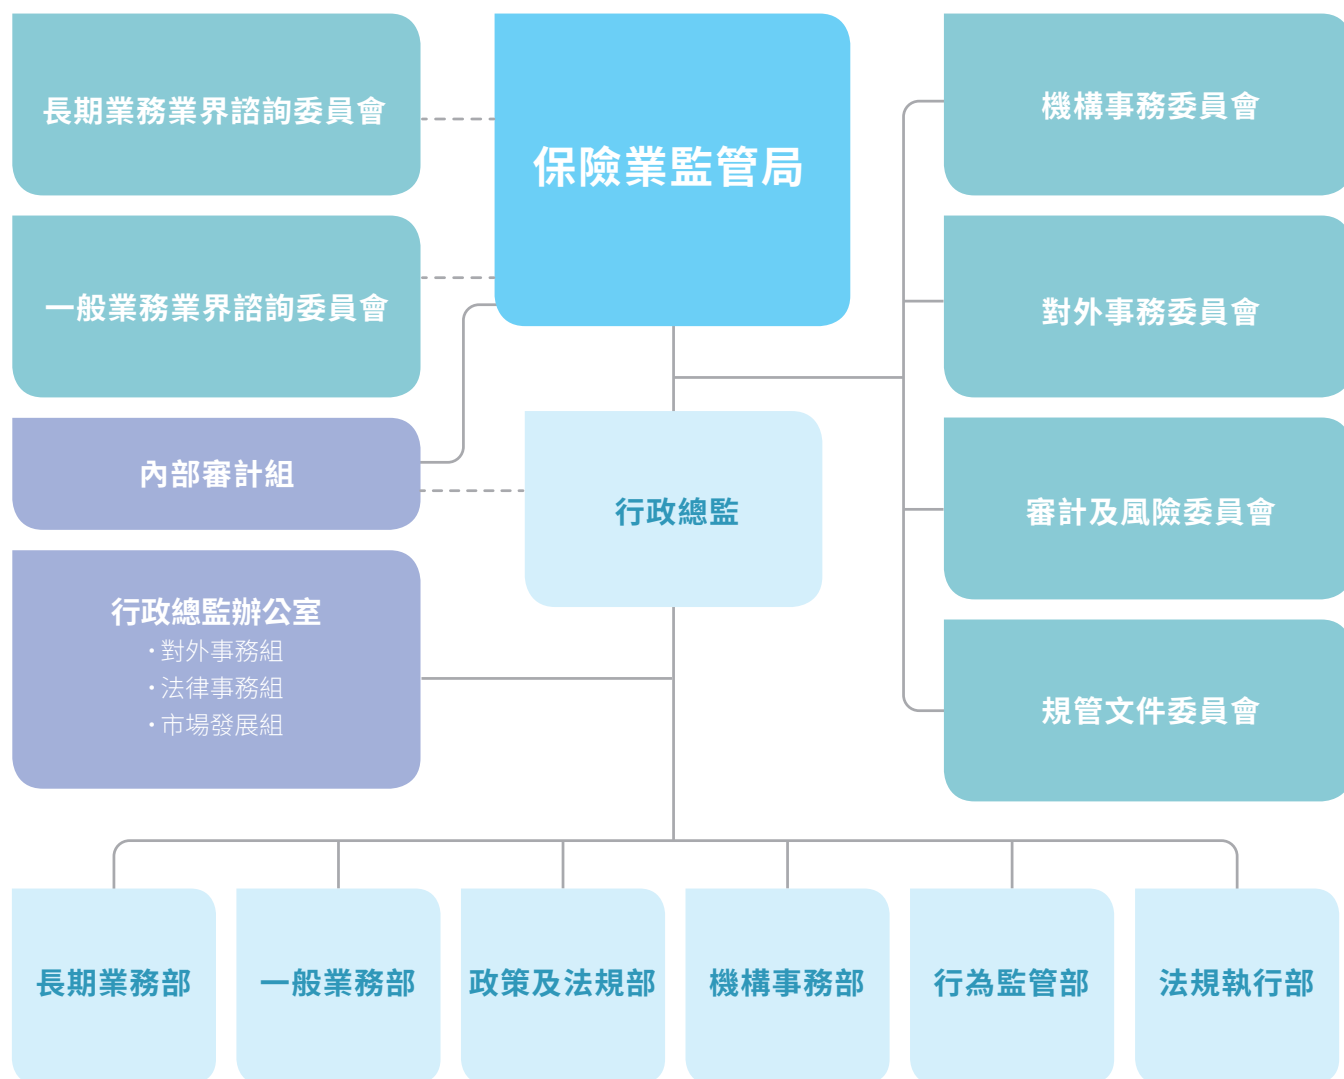 保險業監管局
長期業務業界諮詢委員會
一般業務業界諮詢委員會
內部審計組
行政總監辦公室
・對外事務組
・法律事務組
・市場發展組
行政總監
機構事務委員會
對外事務委員會
審計及風險委員會
規管文件委員會
長期業務部
一般業務部
政策及法規部
機構事務部
行為監管部
法規執行部